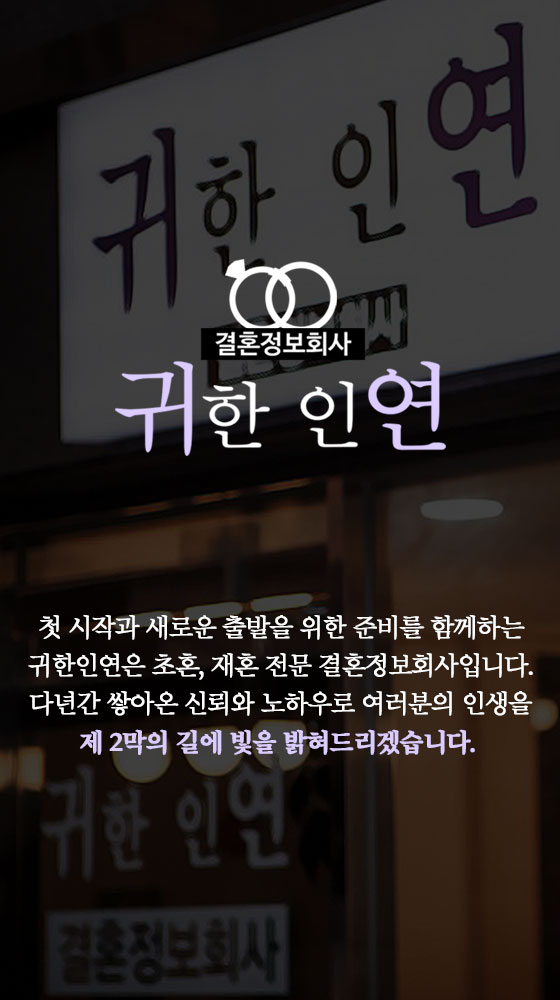 귀한 인연
결혼정보회사
귀한 인연
첫 시작과 새로운 출발을 위한 준비를 함께하는
귀한인연은 초혼, 재혼 전문 결혼정보회사입니다.
다년간 쌓아온 신뢰와 노하우로 여러분의 인생을
제 2막의 길에 빛을 밝혀드리겠습니다.
귀한 인연
결혼정보회사